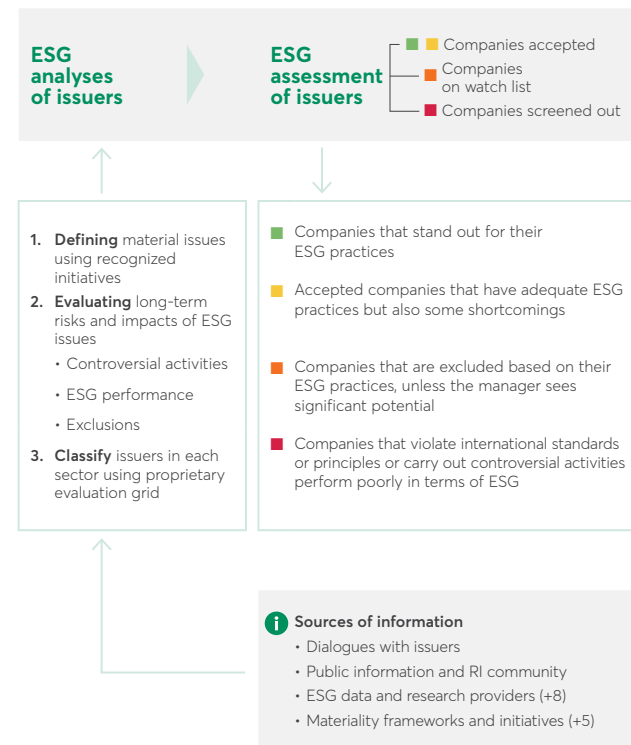 ESG
analyses
of issuers
ESG
assessment
of issuers
Companies accepted
Companies
on watch list
Companies screened out
1. Defining material issues
using recognized
initiatives
2. Evaluating long-term
risks and impacts of ESG
issues
• Controversial activities
• ESG performance
• Exclusions
3. Classify issuers in each
sector using proprietary
evaluation grid
Companies that stand out for their
ESG practices
Accepted companies that have adequate ESG
practices but also some shortcomings
Companies that are excluded based on their
ESG practices, unless the manager sees
significant potential
Companies that violate international standards
or principles or carry out controversial activities
perform poorly in terms of ESG
i Sources of information
• Dialogues with issuers
• Public information and RI community
• ESG data and research providers (+8)
• Materiality frameworks and initiatives (+5)